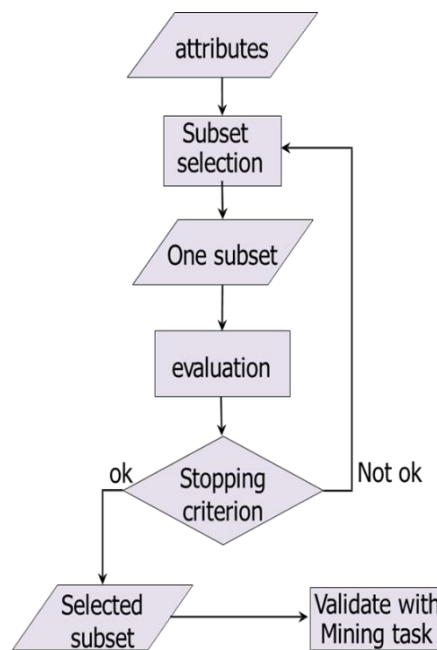 attributes
Subset
selection
One subset
evaluation
ok
Stopping
criterion
Not ok
Selected
subset
Validate with
Mining task